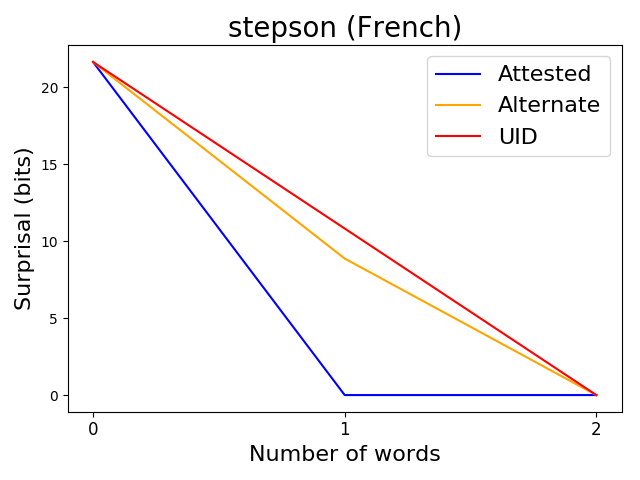 stepson (French)
Attested
Alternate
UID
Surprisal (bits)
20
15
10
5
0
0 1 2
Number of words